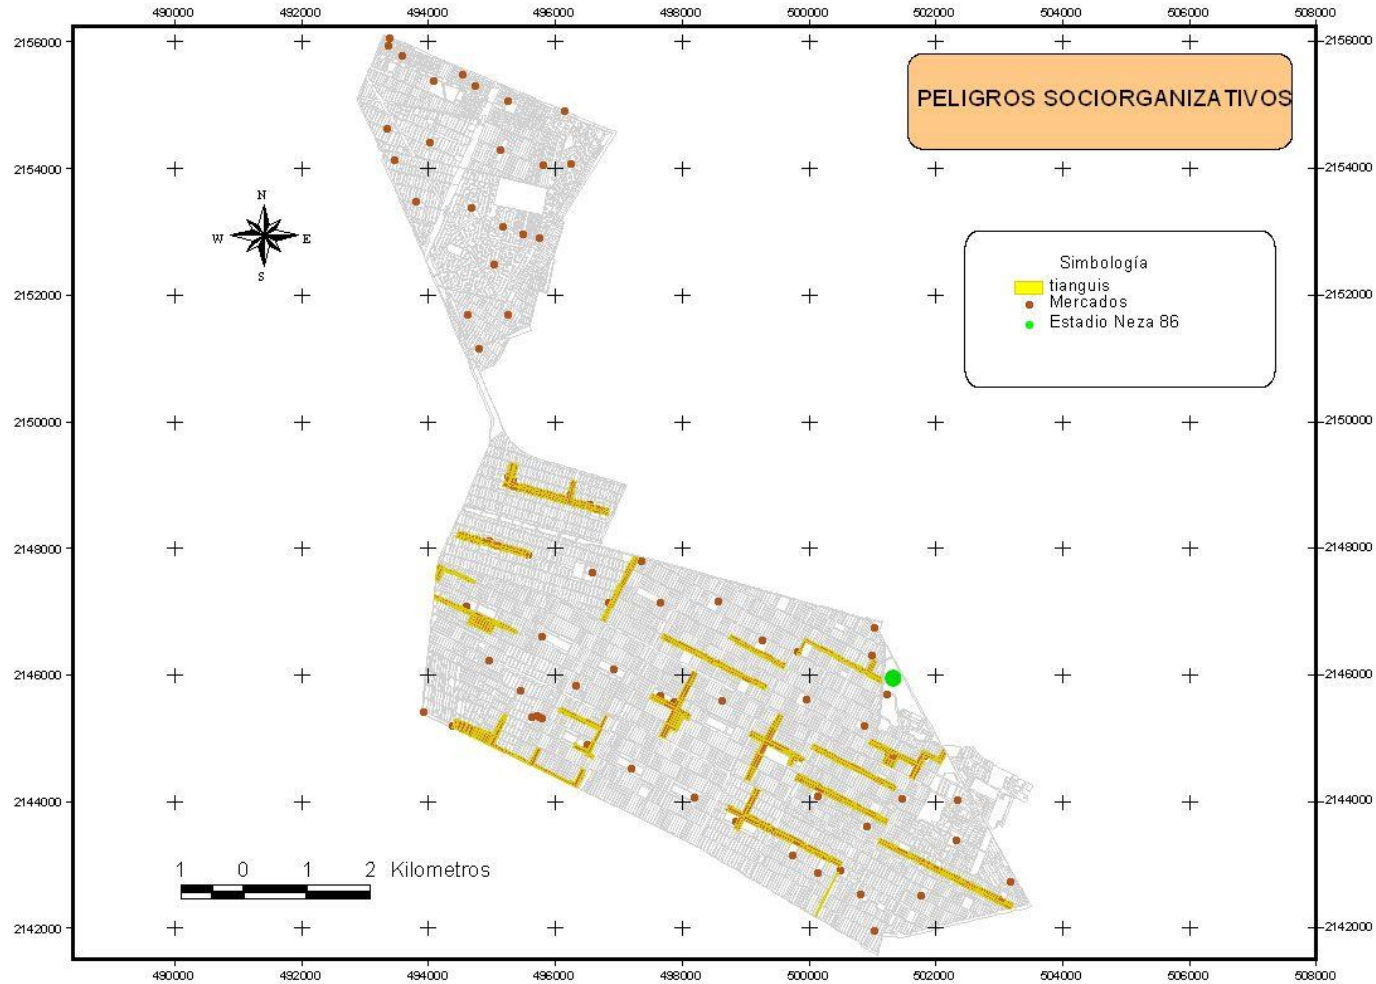 490000 492000 494000 496000 498000 500000 502000 504000 506000 508000
2156000 2156000
PELIGROS SOCIORGANIZATIVOS
2154000 2154000
N
W E
S
Simbología
tianguis
Mercados
Estadio Neza 86
2152000 2152000
2150000 2150000
2148000 2148000
2146000 2146000
2144000 2144000
1 0 1 2 Kilometros
2142000 2142000
490000 492000 494000 496000 498000 500000 502000 504000 506000 508000